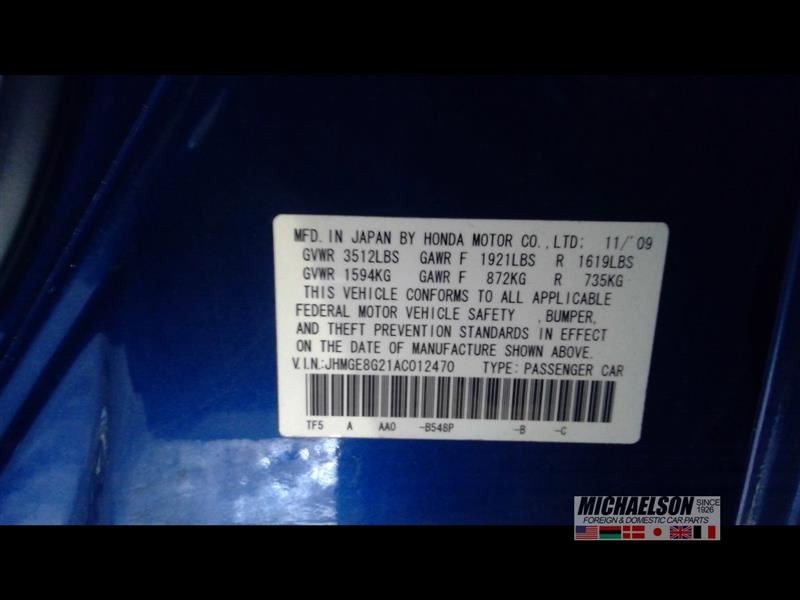 MFD. IN JAPAN BY HONDA MOTOR CO.,LTD; 11/'09
GVWR 3512LBS GAWR F 1921LBS R 1619LBS
GVWR 1594KG GAWR F 872KG R 735KG
THIS VEHICLE CONFORMS TO ALL APPLICABLE
FEDERAL MOTOR VEHICLE SAFETY ,BUMPER,
AND THEFT PREVENTION STANDARDS IN EFFECT
ON THE DATE OF MANUFACTURE SHOWN ABOVE.
V.I.N.:JHMGE8G21AC012470 TYPE: PASSENGER CAR
TF5 A AA0 -B548P -B -C
MICHAELSON SINCE 1926
FOREIGN & DOMESTIC CAR PARTS